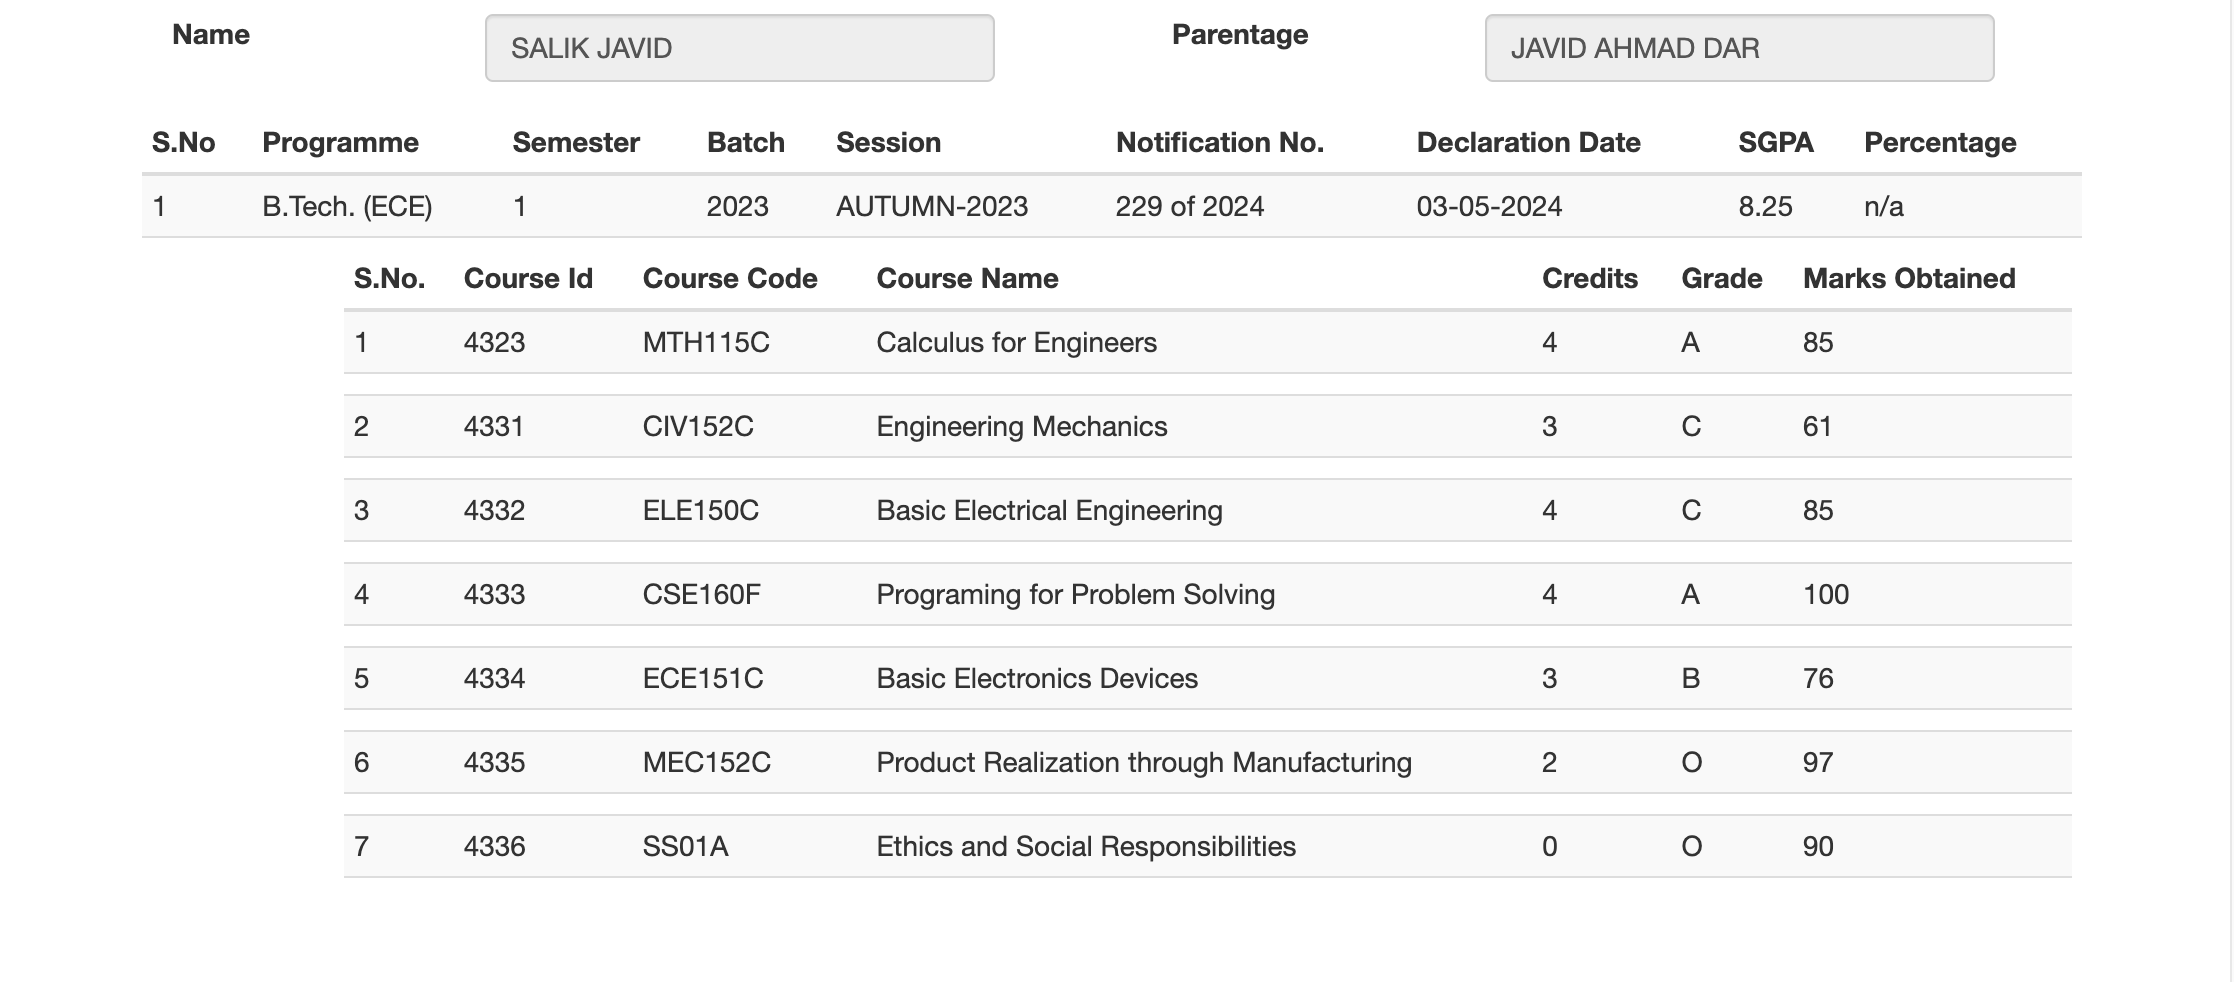 Name SALIK JAVID Parentage JAVID AHMAD DAR
S.No Programme Semester Batch Session Notification No. Declaration Date SGPA Percentage
1 B.Tech. (ECE) 1 2023 AUTUMN-2023 229 of 2024 03-05-2024 8.25 n/a
S.No. Course Id Course Code Course Name Credits Grade Marks Obtained
1 4323 MTH115C Calculus for Engineers 4 A 85
2 4331 CIV152C Engineering Mechanics 3 C 61
3 4332 ELE150C Basic Electrical Engineering 4 C 85
4 4333 CSE160F Programing for Problem Solving 4 A 100
5 4334 ECE151C Basic Electronics Devices 3 B 76
6 4335 MEC152C Product Realization through Manufacturing 2 O 97
7 4336 SS01A Ethics and Social Responsibilities 0 O 90